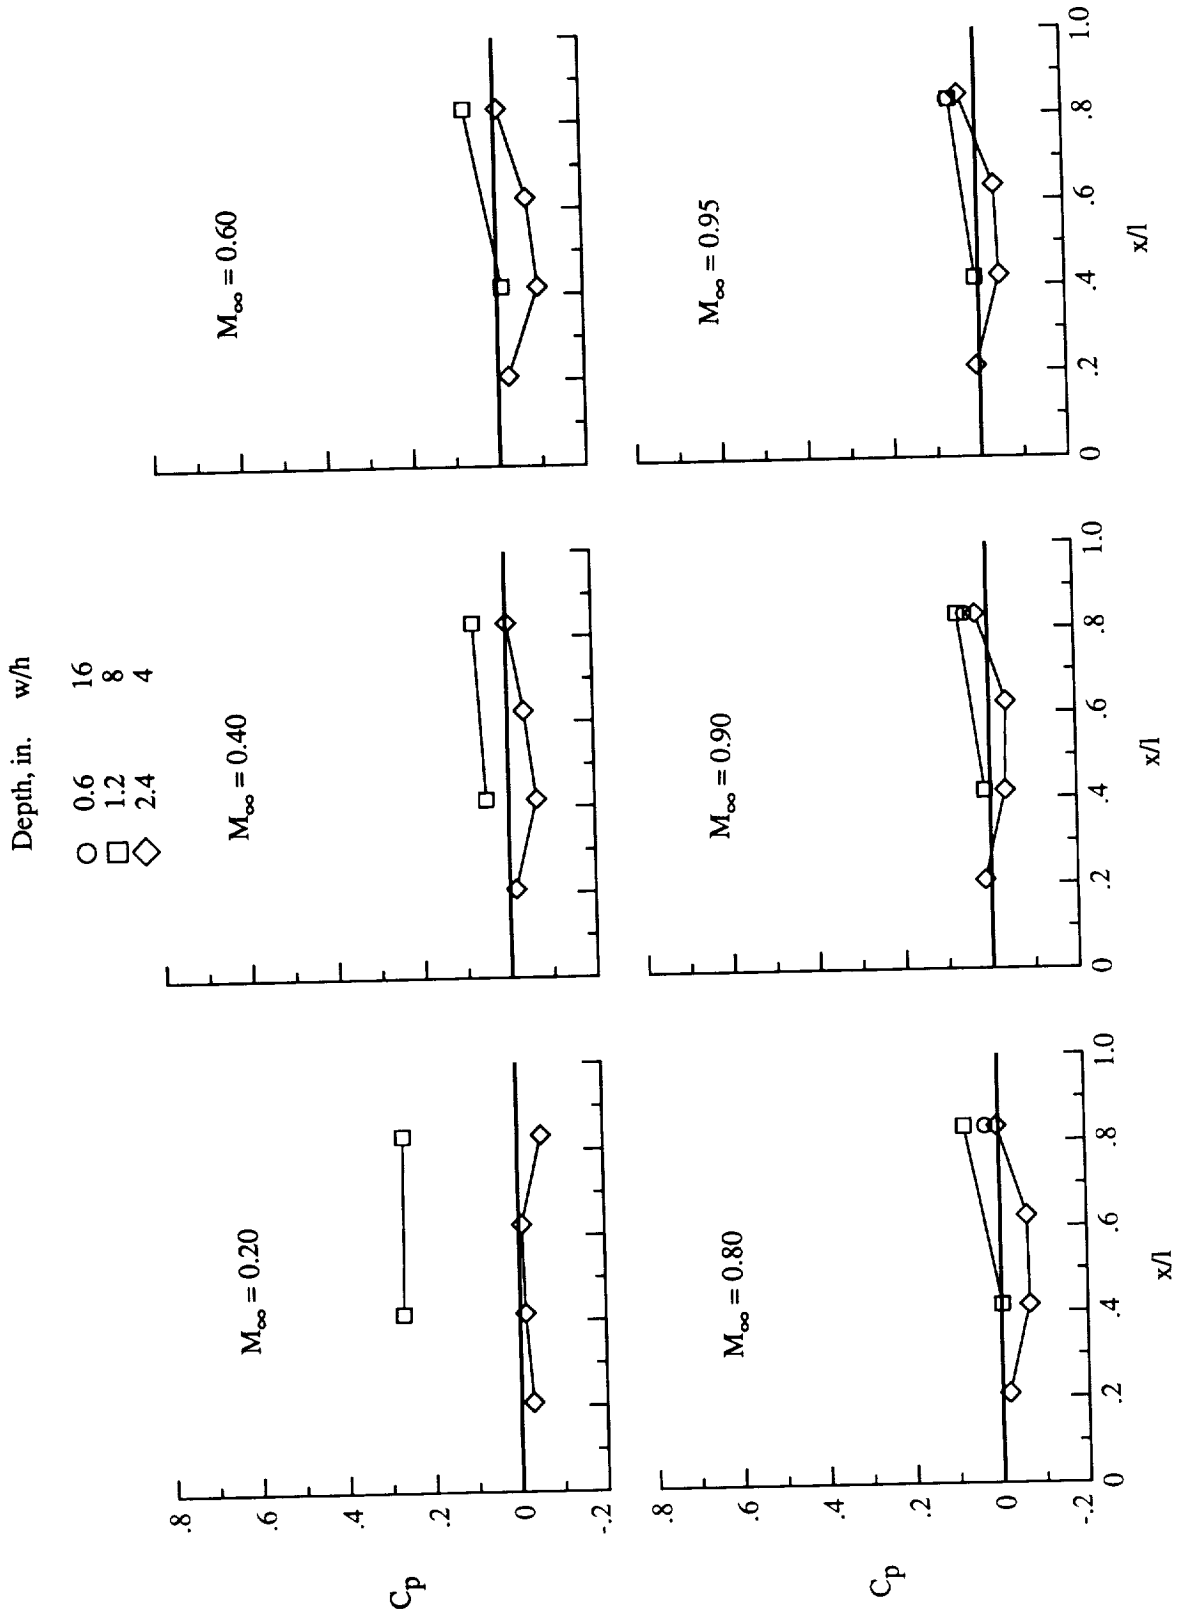 Depth, in. w/h
0.6 16
1.2 8
2.4 4
M∞ = 0.20
M∞ = 0.40
M∞ = 0.60
.8
.6
.4
.2
0
-.2
Cp
M∞ = 0.80
M∞ = 0.90
M∞ = 0.95
.8
.6
.4
.2
0
-.2
Cp
0 .2 .4 .6 .8 1.0
x/l
0 .2 .4 .6 .8 1.0
x/l
0 .2 .4 .6 .8 1.0
x/l